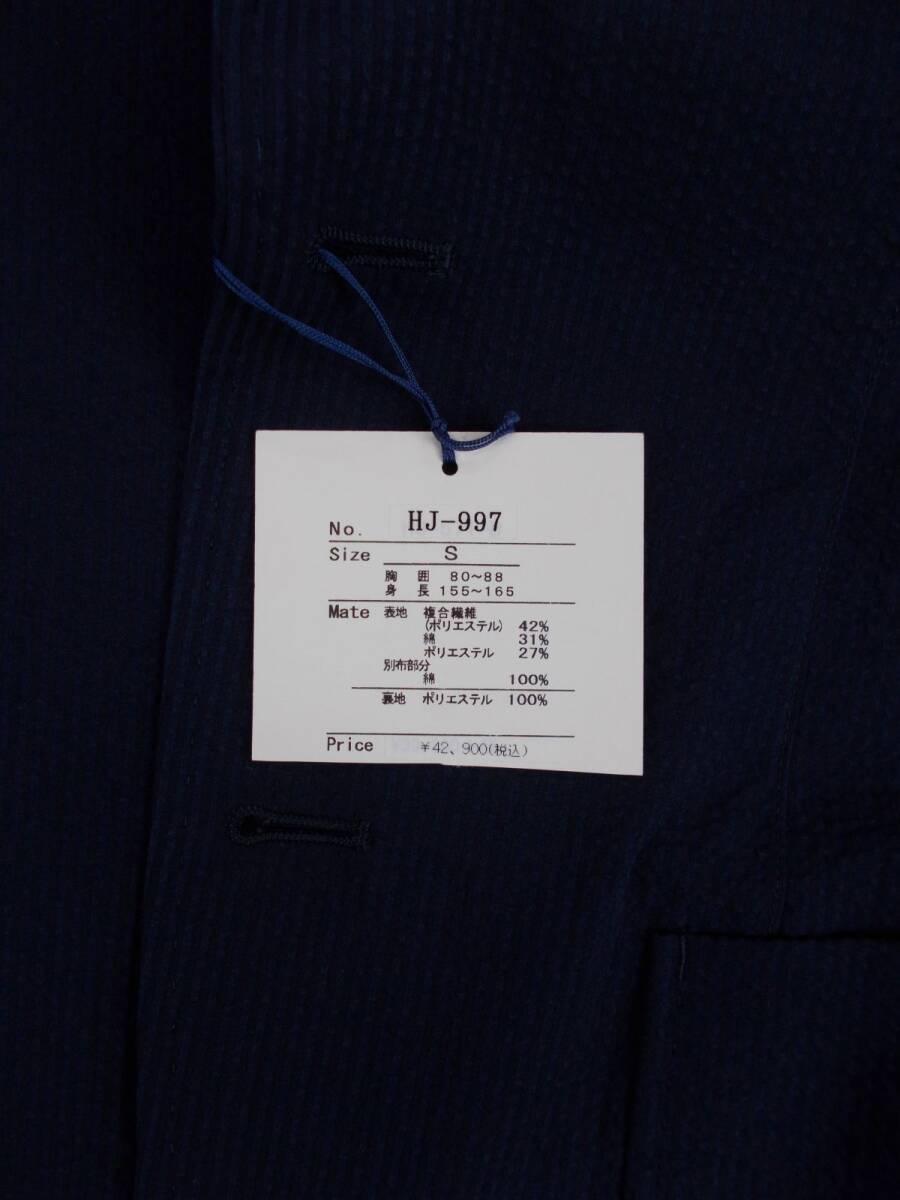 No. HJ-997
Size S
胸 囲 80～88
身 長 155～165
Mate 表地 複合繊維
(ポリエステル) 42%
綿 31%
ポリエステル 27%
別布部分
綿 100%
裏地 ポリエステル 100%
Price ¥42、900(税込)